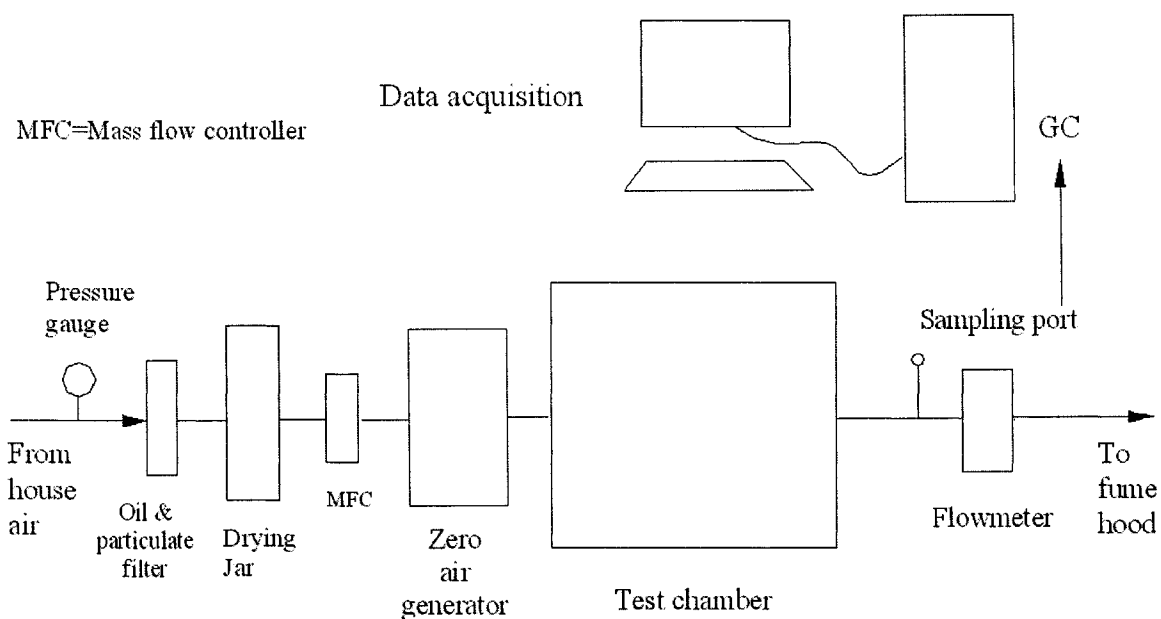 Data acquisition
MFC=Mass flow controller
GC
Pressure
gauge
Sampling port
From
house
air
Oil &
particulate
filter
Drying
Jar
MFC
Zero
air
generator
Test chamber
Flowmeter
To
fume
hood